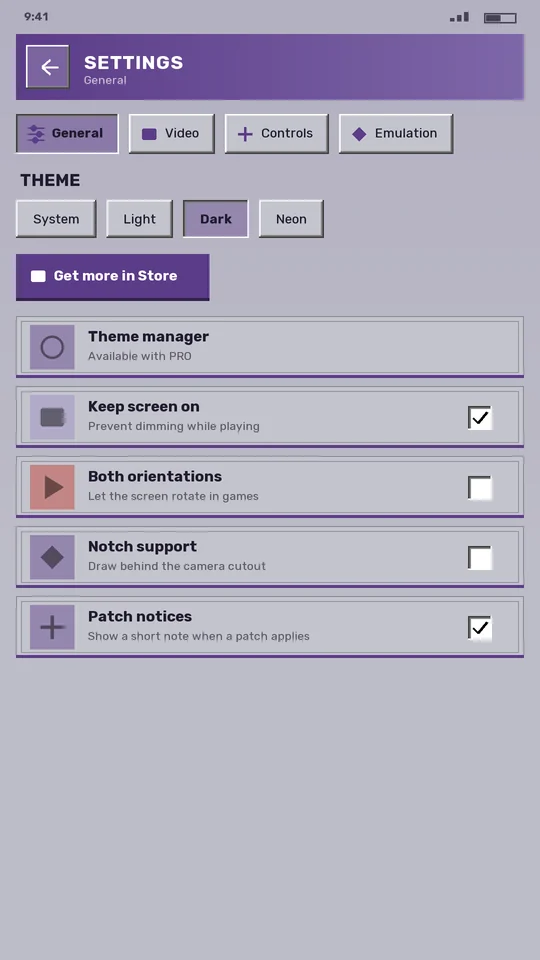 9:41
SETTINGS
General
General
Video
Controls
Emulation
THEME
System
Light
Dark
Neon
Get more in Store
Theme manager
Available with PRO
Keep screen on
Prevent dimming while playing
Both orientations
Let the screen rotate in games
Notch support
Draw behind the camera cutout
Patch notices
Show a short note when a patch applies